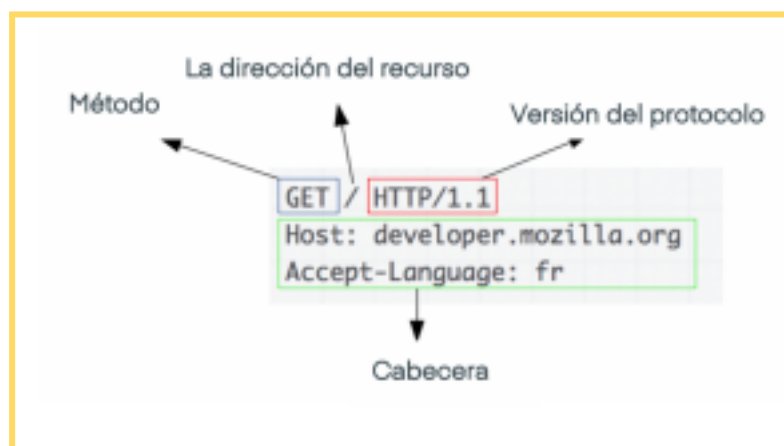 La dirección del recurso
Método
Versión del protocolo
GET / HTTP/1.1
Host: developer.mozilla.org
Accept-Language: fr
Cabecera